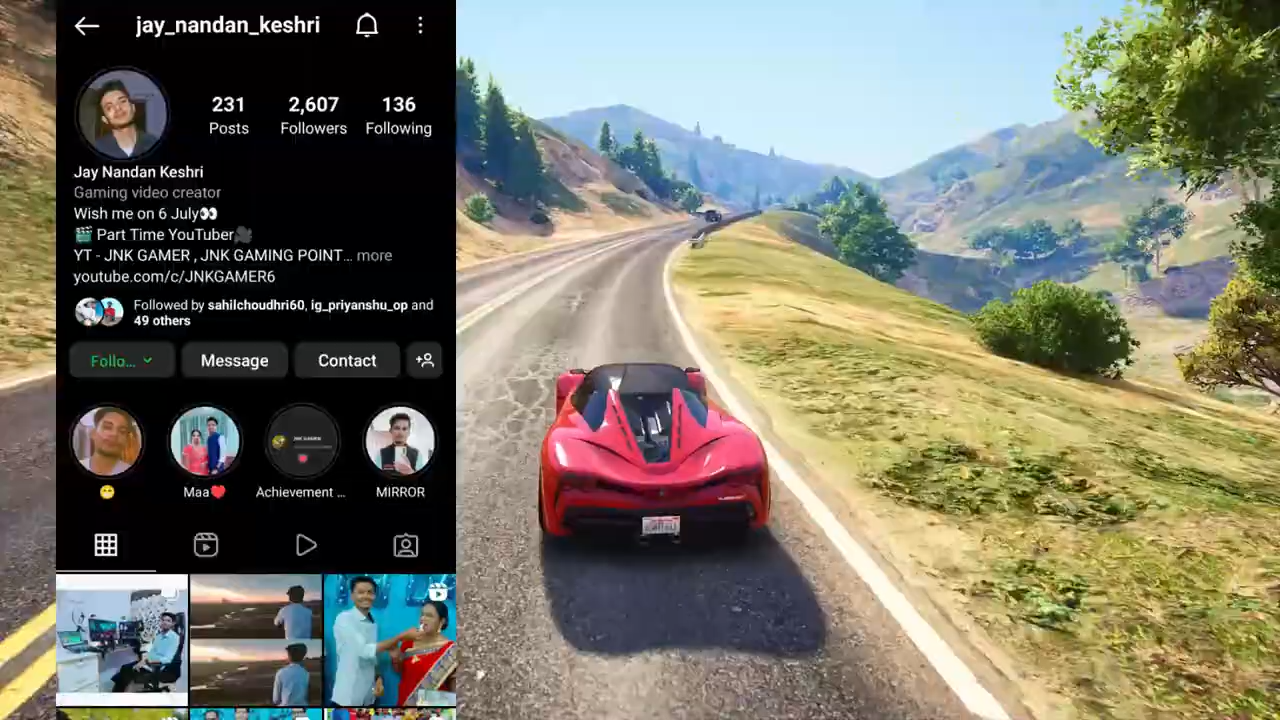 jay_nandan_keshri
231
2,607
136
Posts
Followers
Following
Jay Nandan Keshri
Gaming video creator
Wish me on 6 July👀
🎬 Part Time YouTuber🎥
YT - JNK GAMER , JNK GAMING POINT… more
youtube.com/c/JNKGAMER6
Followed by sahilchoudhri60, ig_priyanshu_op and
49 others
Follo...
Message
Contact
JNK GAMER
😁
Maa❤️
Achievement ...
MIRROR